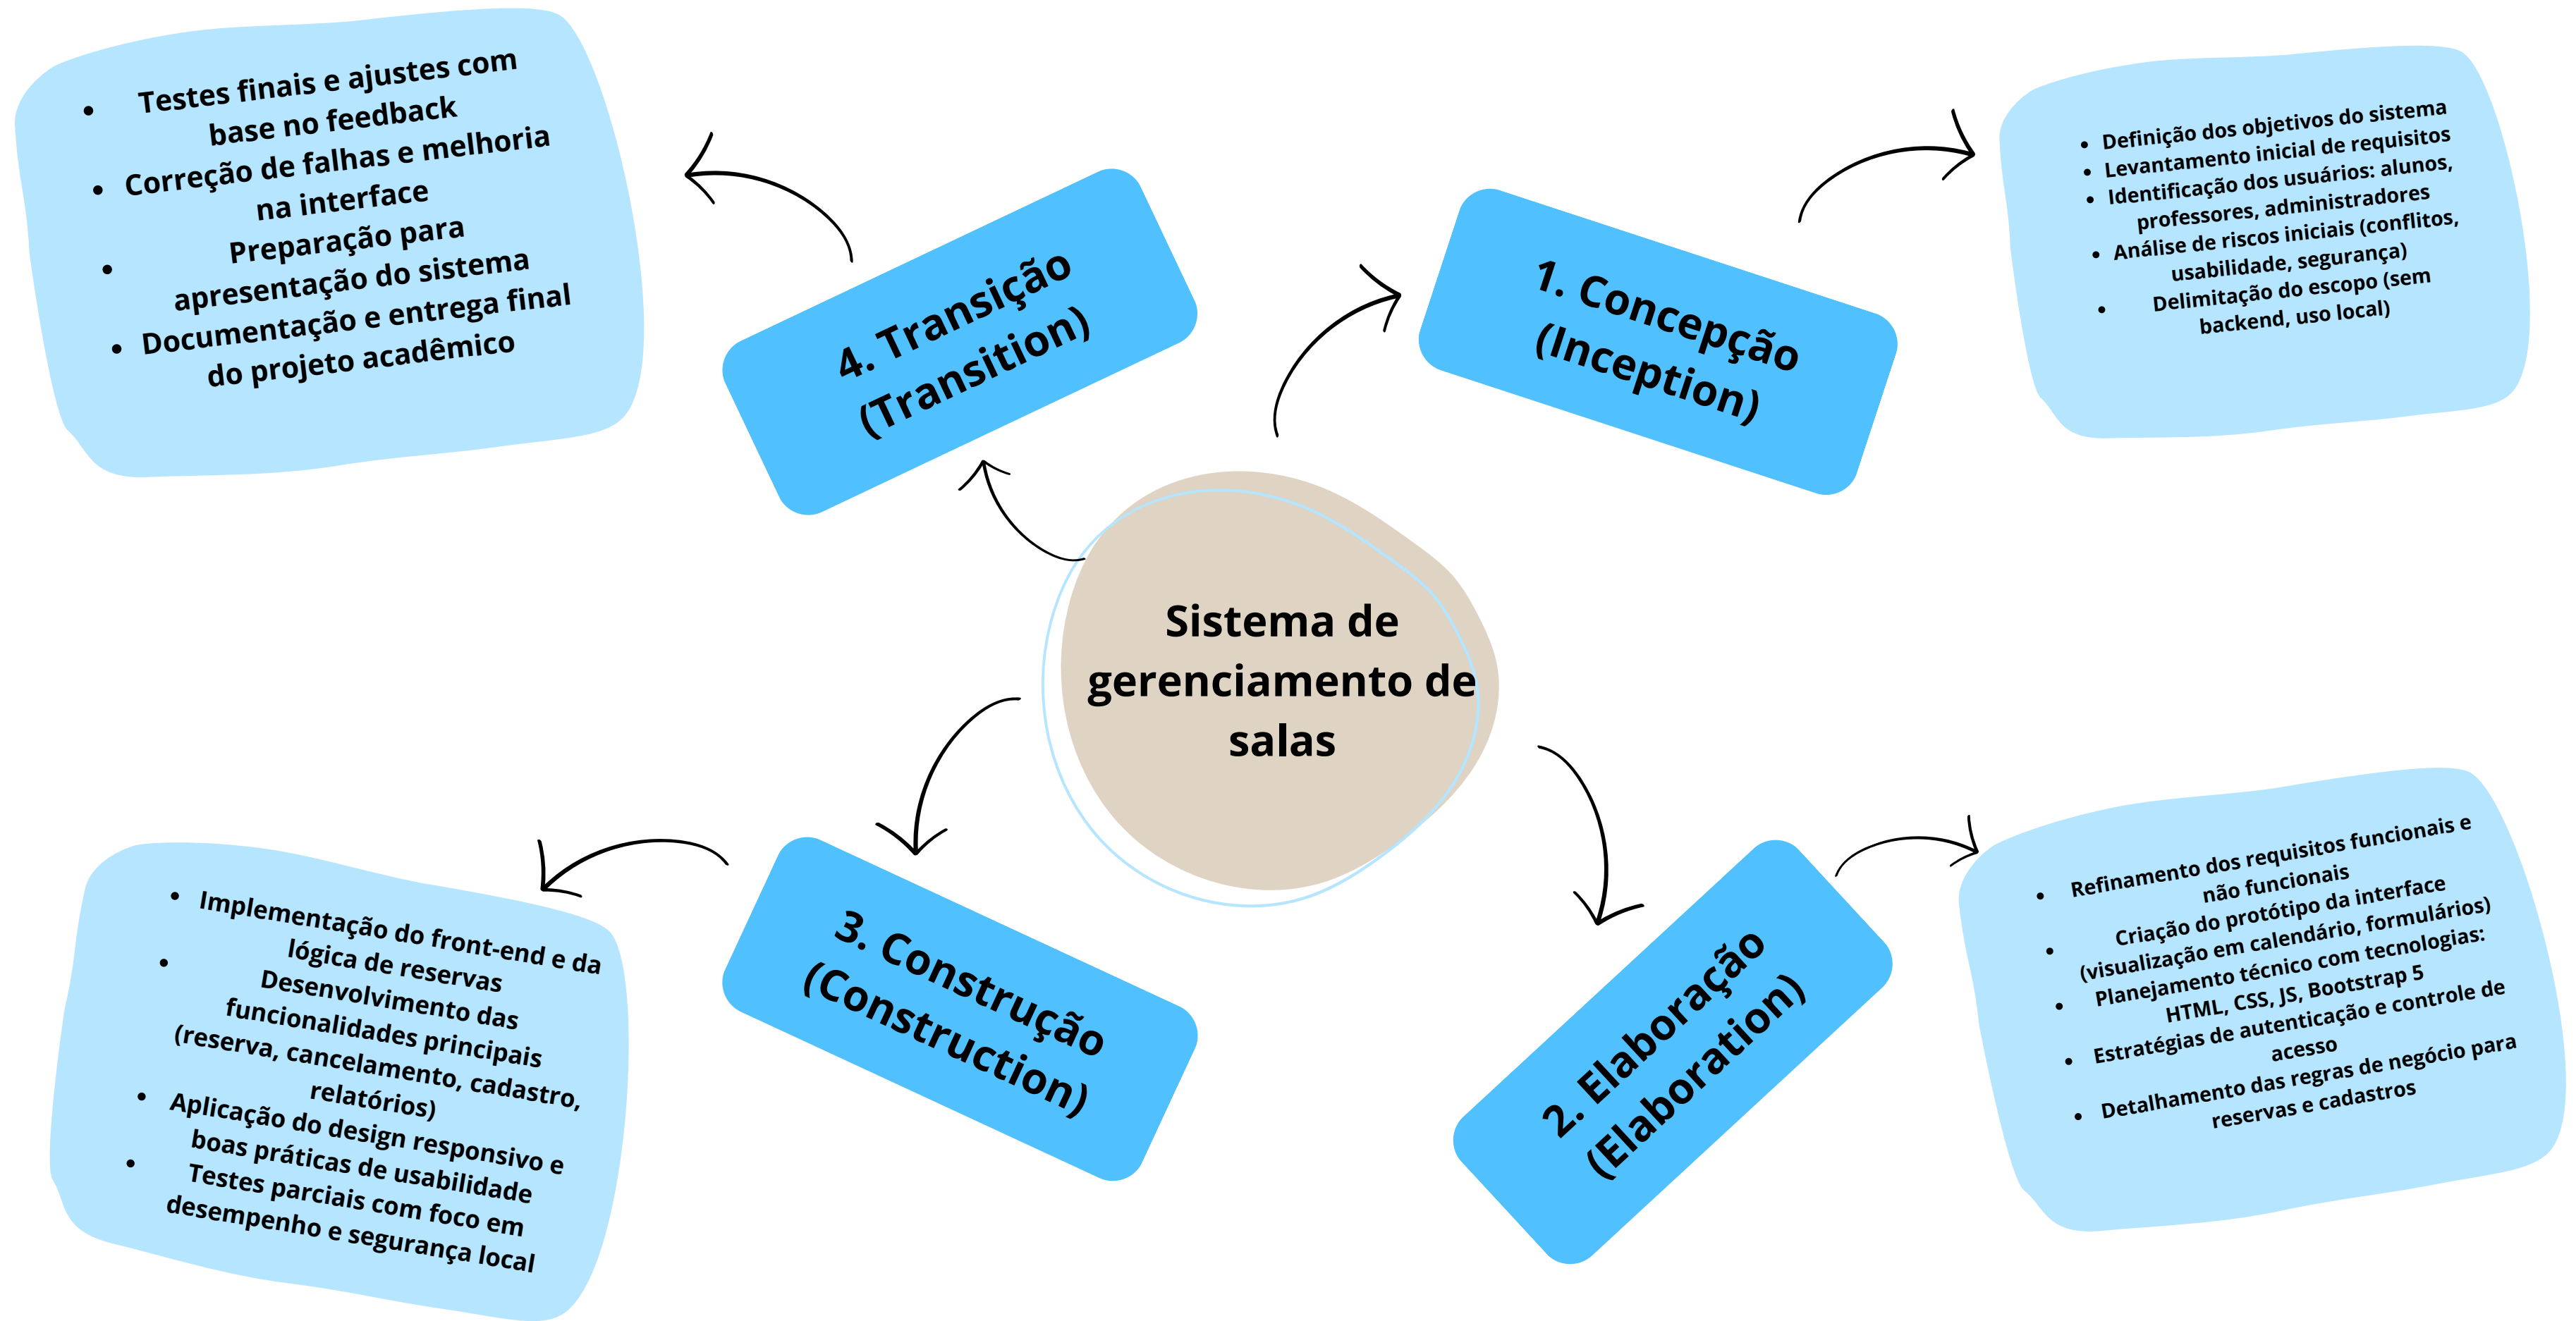 Sistema de
gerenciamento de
salas
1. Concepção
(Inception)
• Definição dos objetivos do sistema
• Levantamento inicial de requisitos
• Identificação dos usuários: alunos,
professores, administradores
• Análise de riscos iniciais (conflitos,
usabilidade, segurança)
• Delimitação do escopo (sem
backend, uso local)
2. Elaboração
(Elaboration)
• Refinamento dos requisitos funcionais e
não funcionais
• Criação do protótipo da interface
(visualização em calendário, formulários)
• Planejamento técnico com tecnologias:
HTML, CSS, JS, Bootstrap 5
• Estratégias de autenticação e controle de
acesso
• Detalhamento das regras de negócio para
reservas e cadastros
3. Construção
(Construction)
• Implementação do front-end e da
lógica de reservas
• Desenvolvimento das
funcionalidades principais
(reserva, cancelamento, cadastro,
relatórios)
• Aplicação do design responsivo e
boas práticas de usabilidade
• Testes parciais com foco em
desempenho e segurança local
4. Transição
(Transition)
• Testes finais e ajustes com
base no feedback
• Correção de falhas e melhoria
na interface
• Preparação para
apresentação do sistema
• Documentação e entrega final
do projeto acadêmico